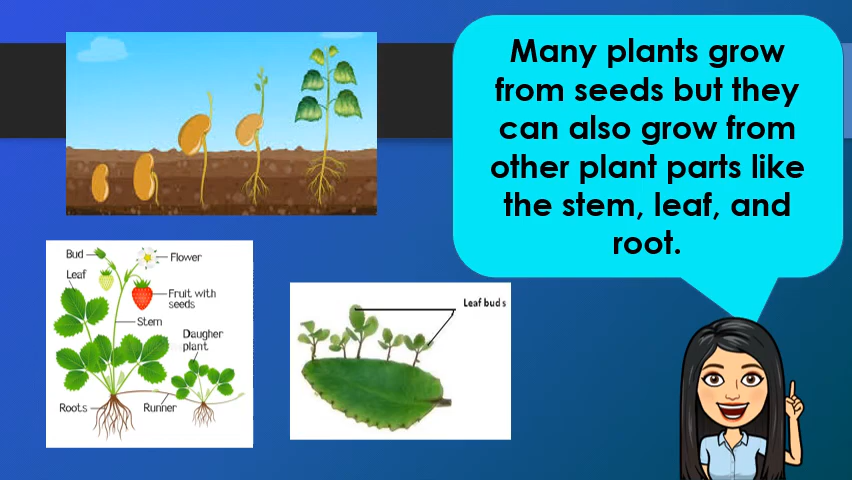 Many plants grow
from seeds but they
can also grow from
other plant parts like
the stem, leaf, and
root.
Bud
Flower
Leaf
Fruit with
seeds
Stem
Daugher
plant
Roots
Runner
Leaf buds